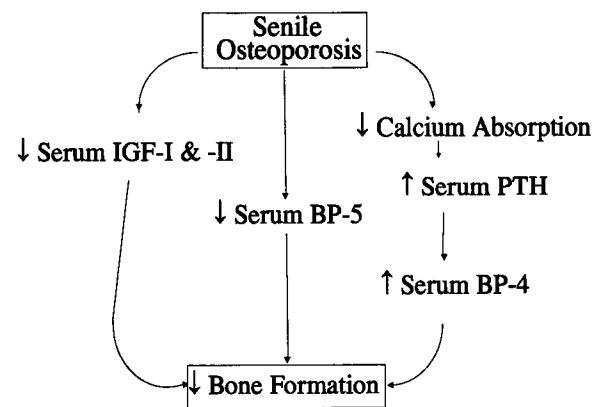 Senile
Osteoporosis
↓ Serum IGF-I & -II
↓ Serum BP-5
↓ Calcium Absorption
↑ Serum PTH
↑ Serum BP-4
↓ Bone Formation